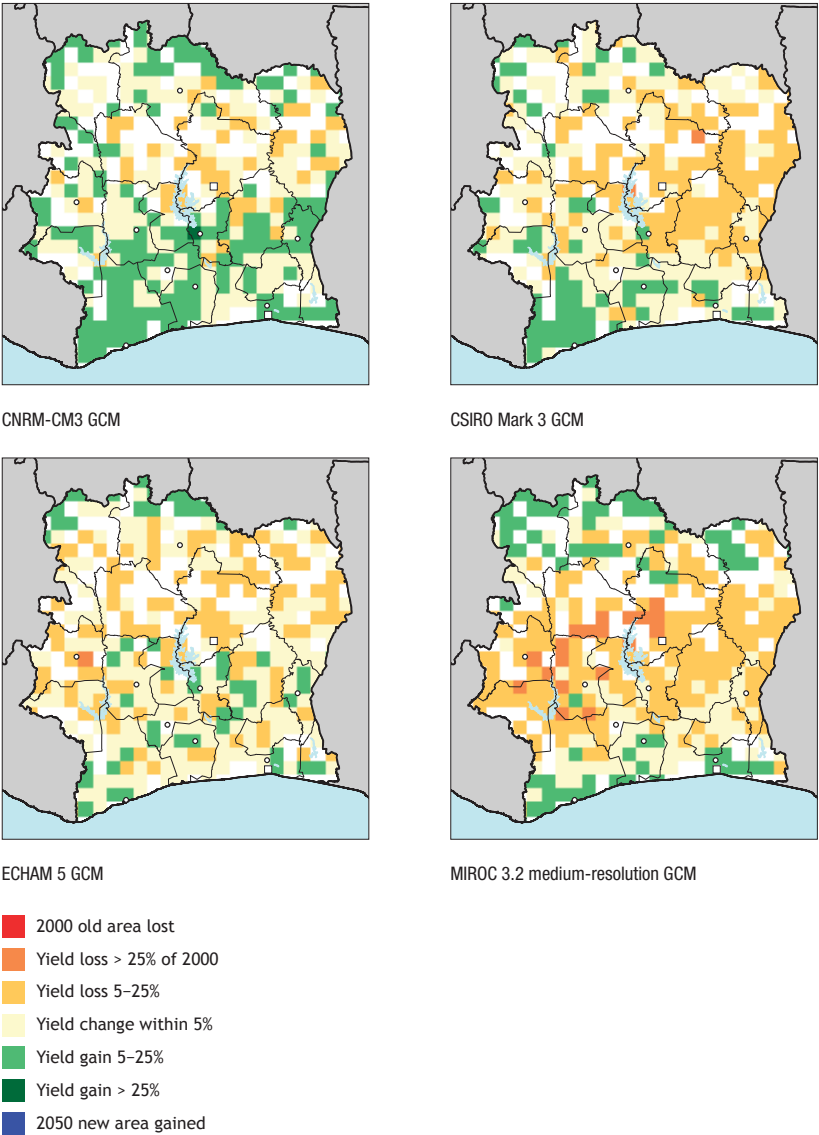 CNRM-CM3 GCM
CSIRO Mark 3 GCM
ECHAM 5 GCM
MIROC 3.2 medium-resolution GCM
2000 old area lost
Yield loss > 25% of 2000
Yield loss 5–25%
Yield change within 5%
Yield gain 5–25%
Yield gain > 25%
2050 new area gained